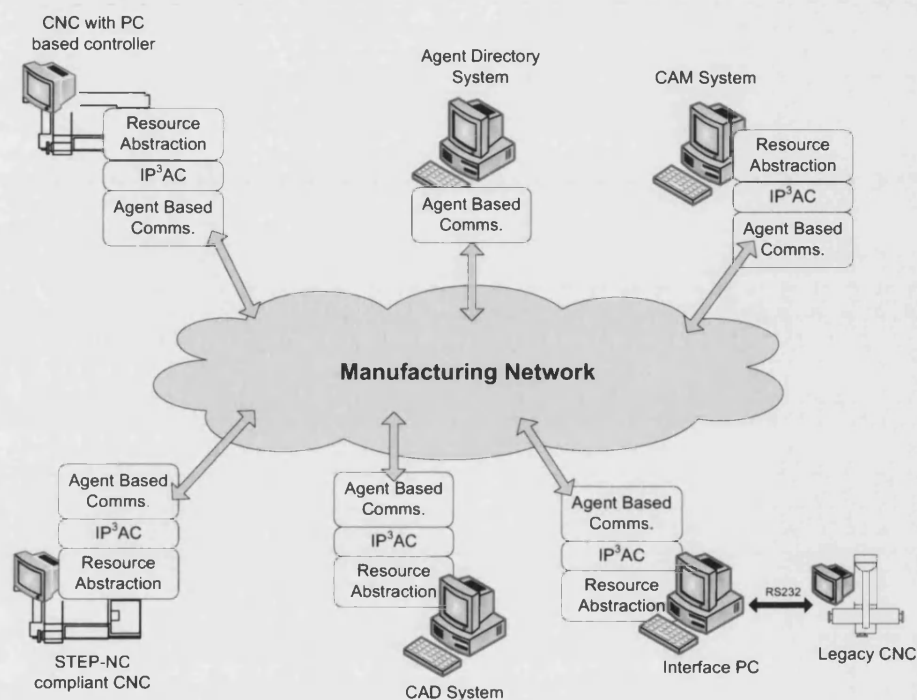 CNC with PC
based controller
Resource
Abstraction
IP³AC
Agent Based
Comms.
Agent Directory
System
Agent Based
Comms.
CAM System
Resource
Abstraction
IP³AC
Agent Based
Comms.
Manufacturing Network
Agent Based
Comms.
IP³AC
Resource
Abstraction
STEP-NC
compliant CNC
Agent Based
Comms.
IP³AC
Resource
Abstraction
CAD System
Agent Based
Comms.
IP³AC
Resource
Abstraction
RS232
Interface PC
Legacy CNC